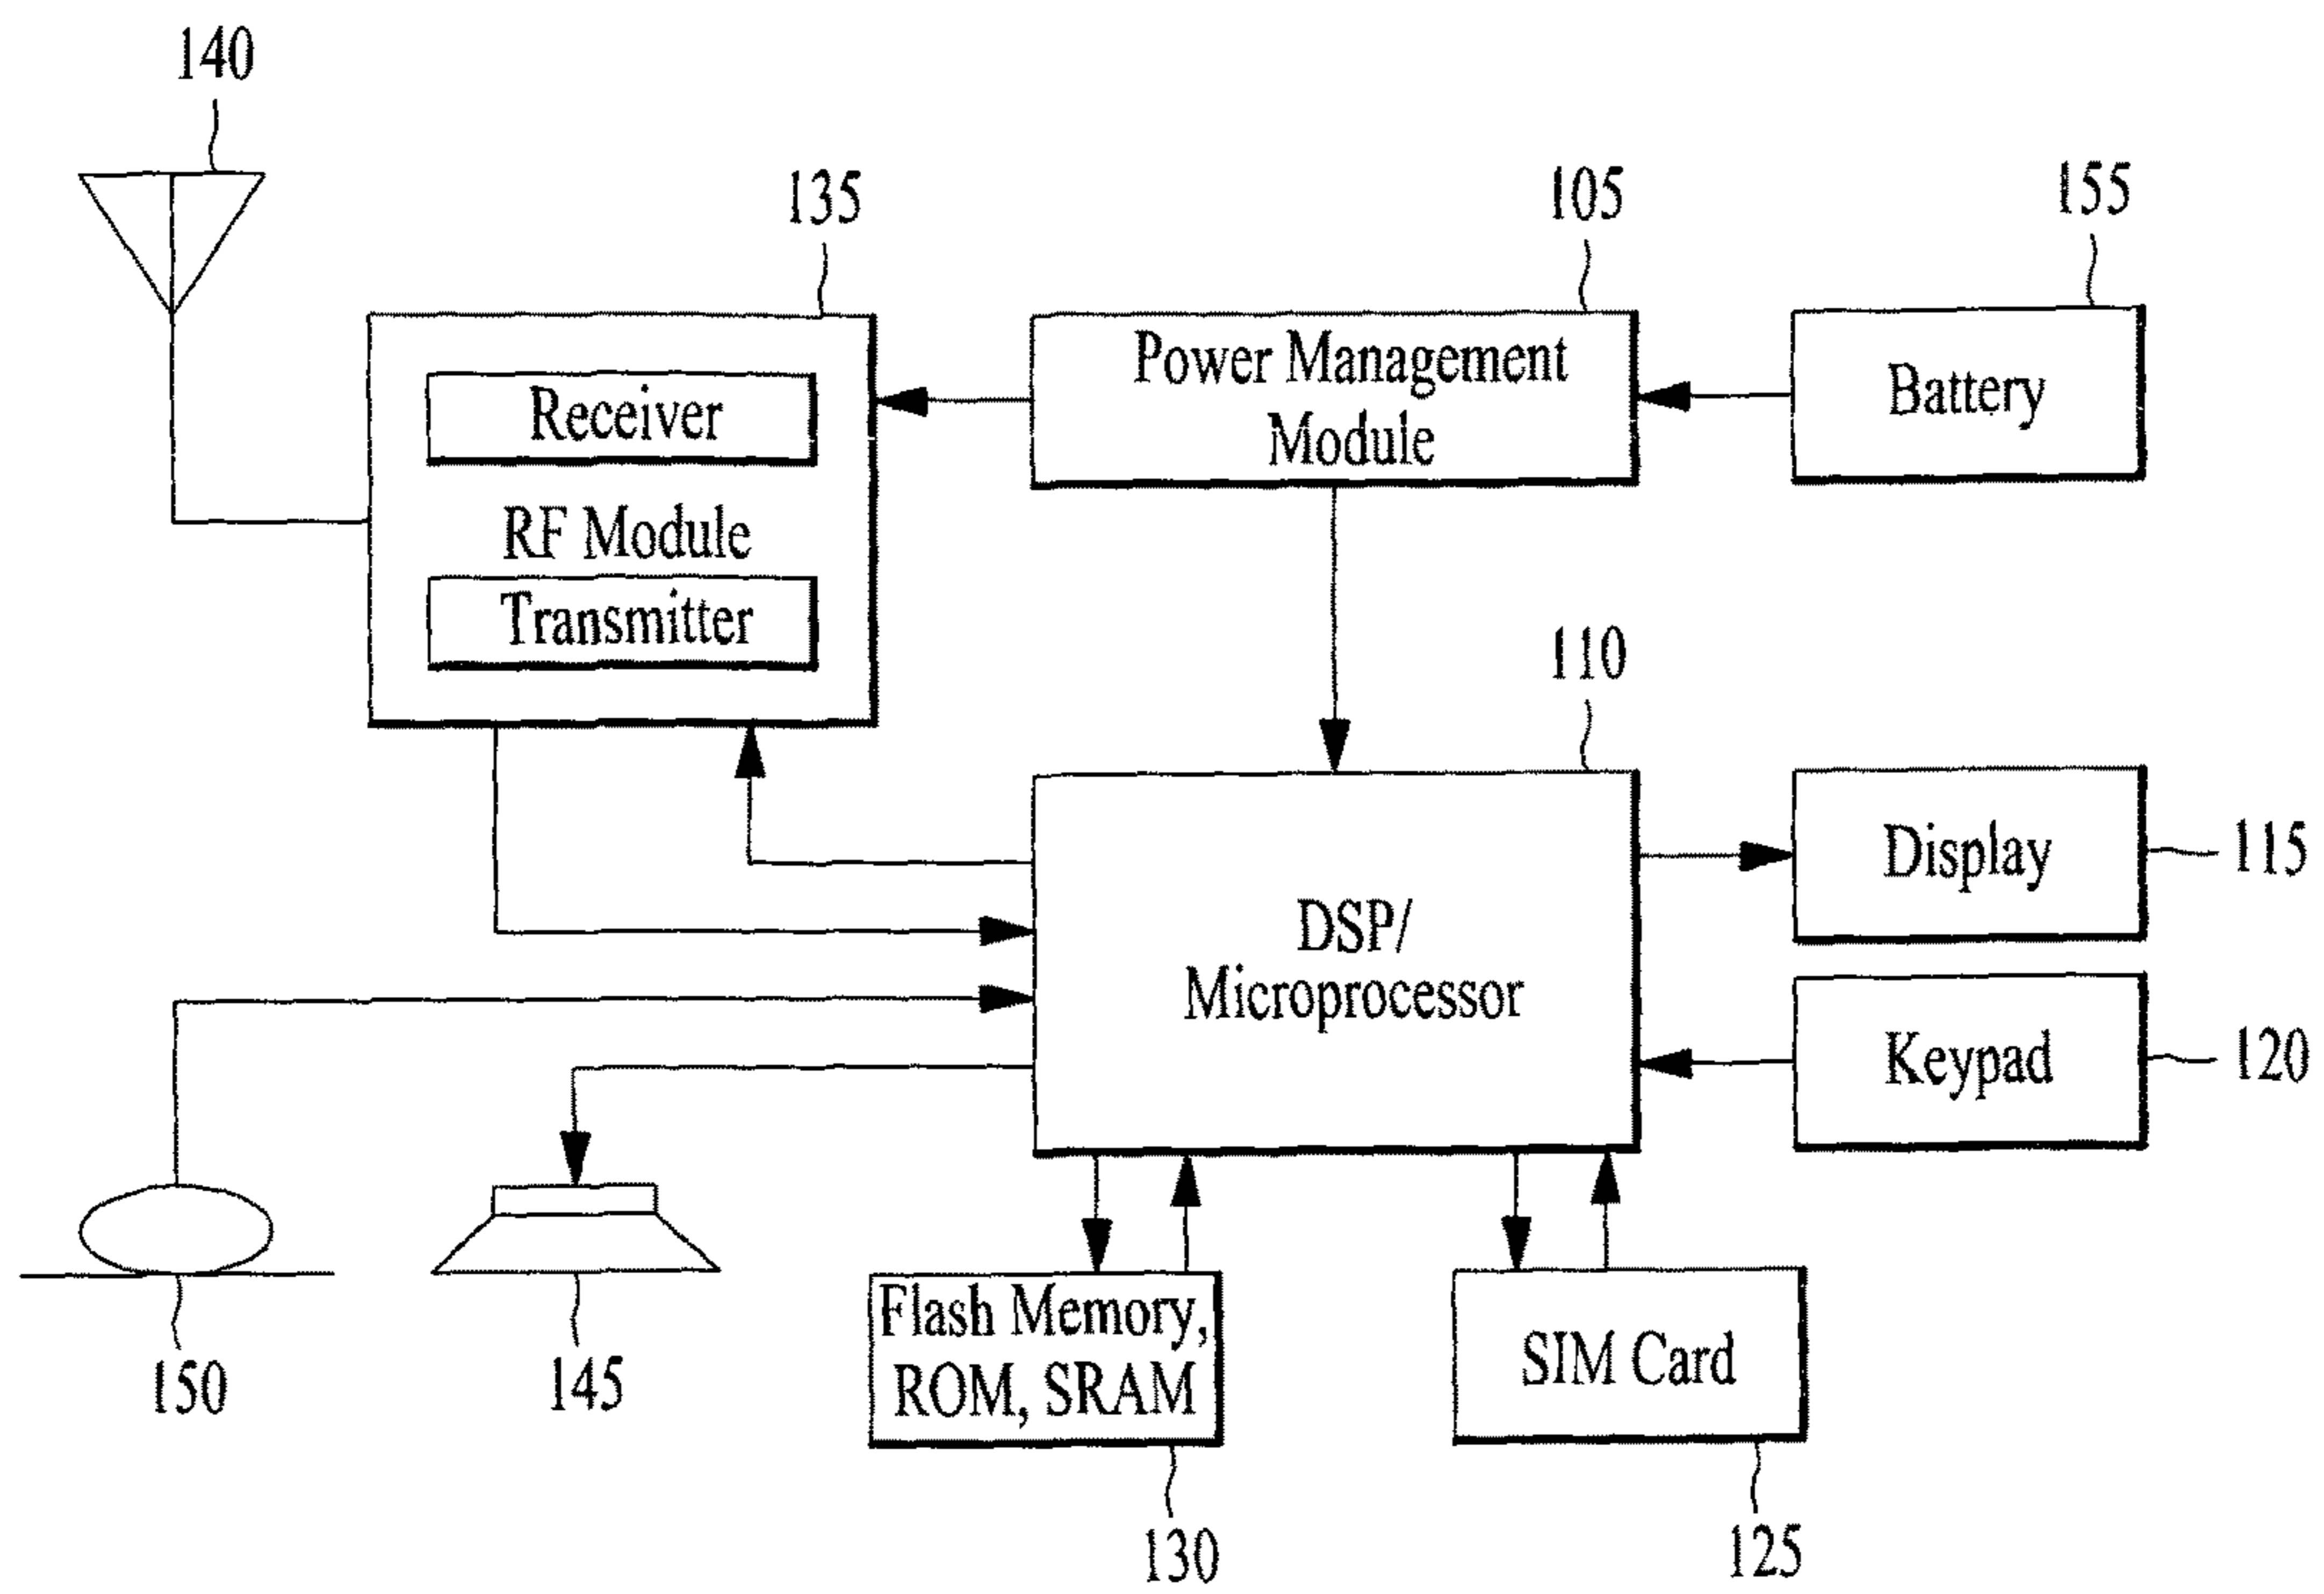 140
135
105
155
Receiver
RF Module
Transmitter
Power Management
Module
Battery
110
DSP/
Microprocessor
Display
115
Keypad
120
150
145
Flash Memory,
ROM, SRAM
130
SIM Card
125